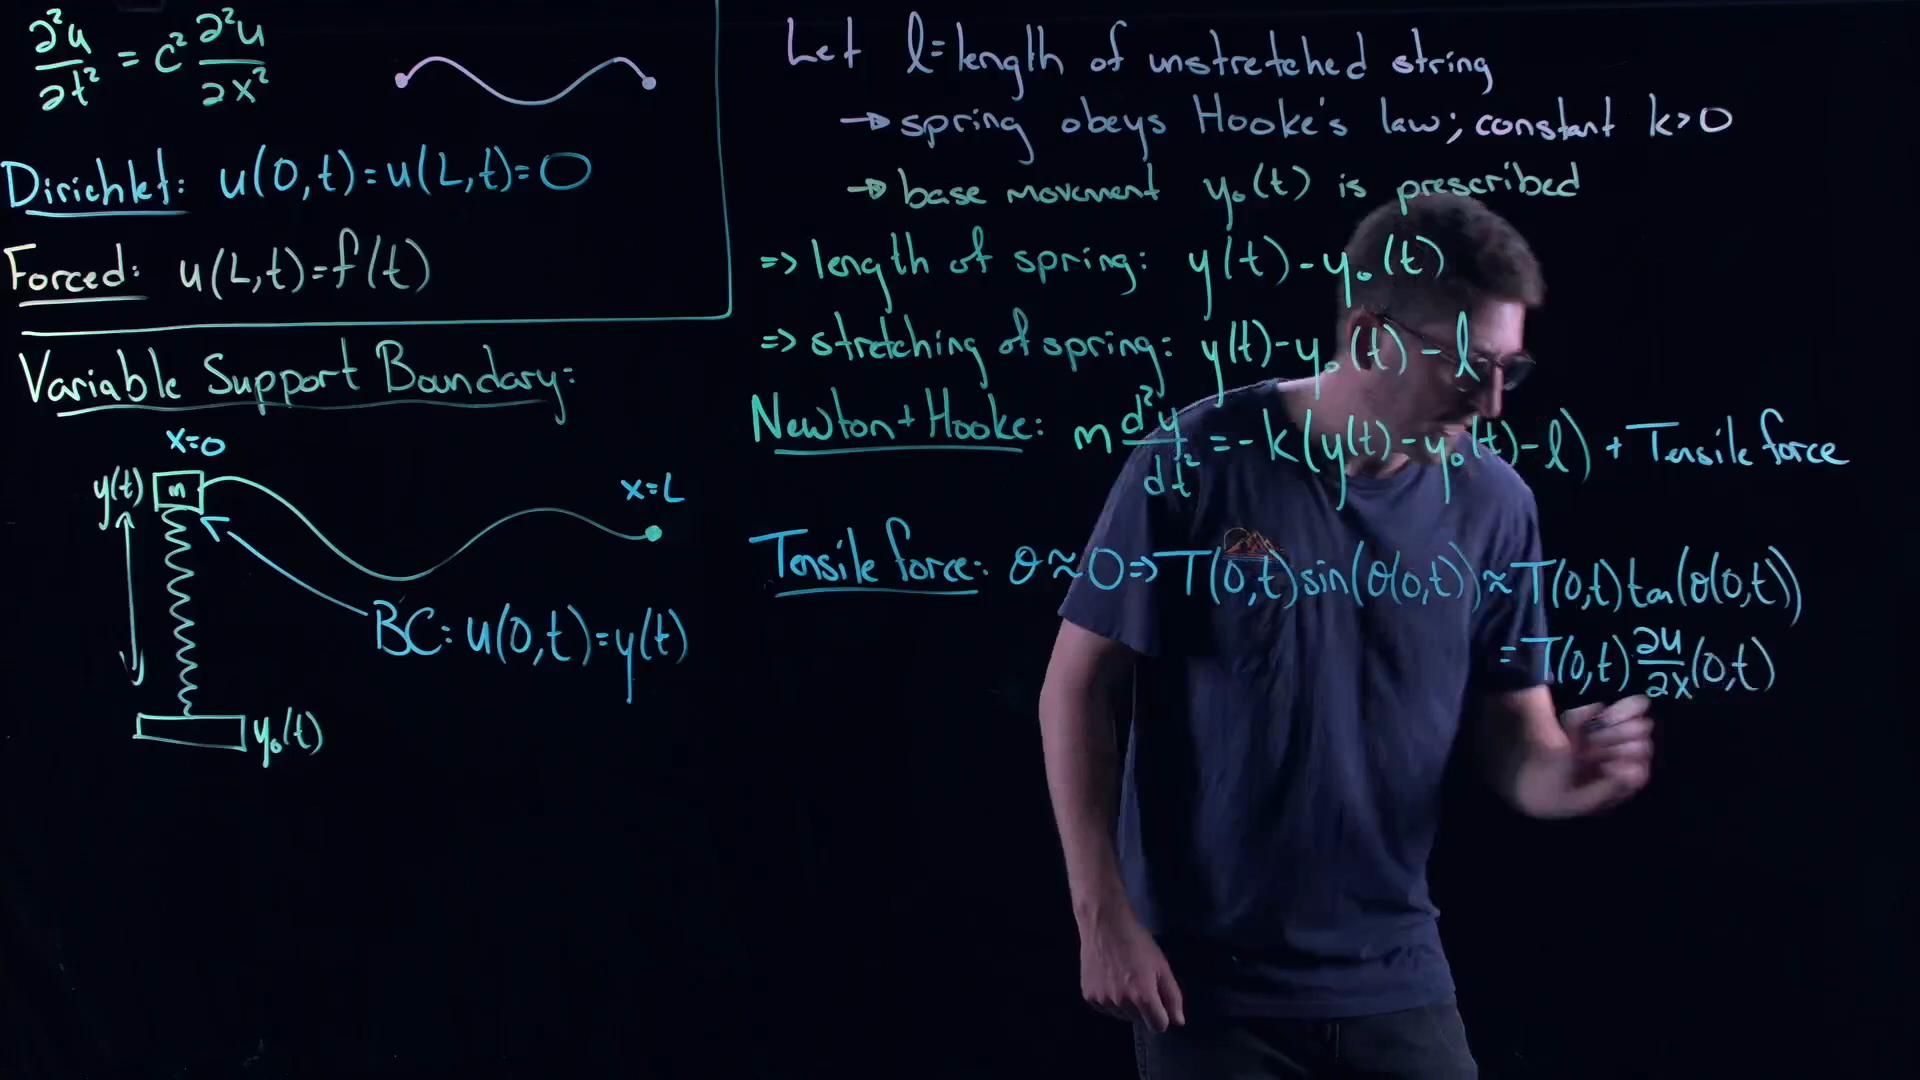 ∂²u/∂t² = c² ∂²u/∂x²
Dirichlet: u(0,t)=u(L,t)=0
Forced: u(L,t)=f(t)
Variable Support Boundary:
x=0
y(t)
m
x=L
BC: u(0,t)=y(t)
y₀(t)
Let l=length of unstretched string
→ spring obeys Hooke's law; constant k>0
→ base movement y₀(t) is prescribed
=> length of spring: y(t)-y₀(t)
=> stretching of spring: y(t)-y₀(t)-l
Newton+Hooke: m d²y/dt² = -k(y(t)-y₀(t)-l) + Tensile force
Tensile force: θ≈0 => T(0,t)sin(θ(0,t))≈T(0,t)tan(θ(0,t))
=T(0,t)∂u/∂x(0,t)